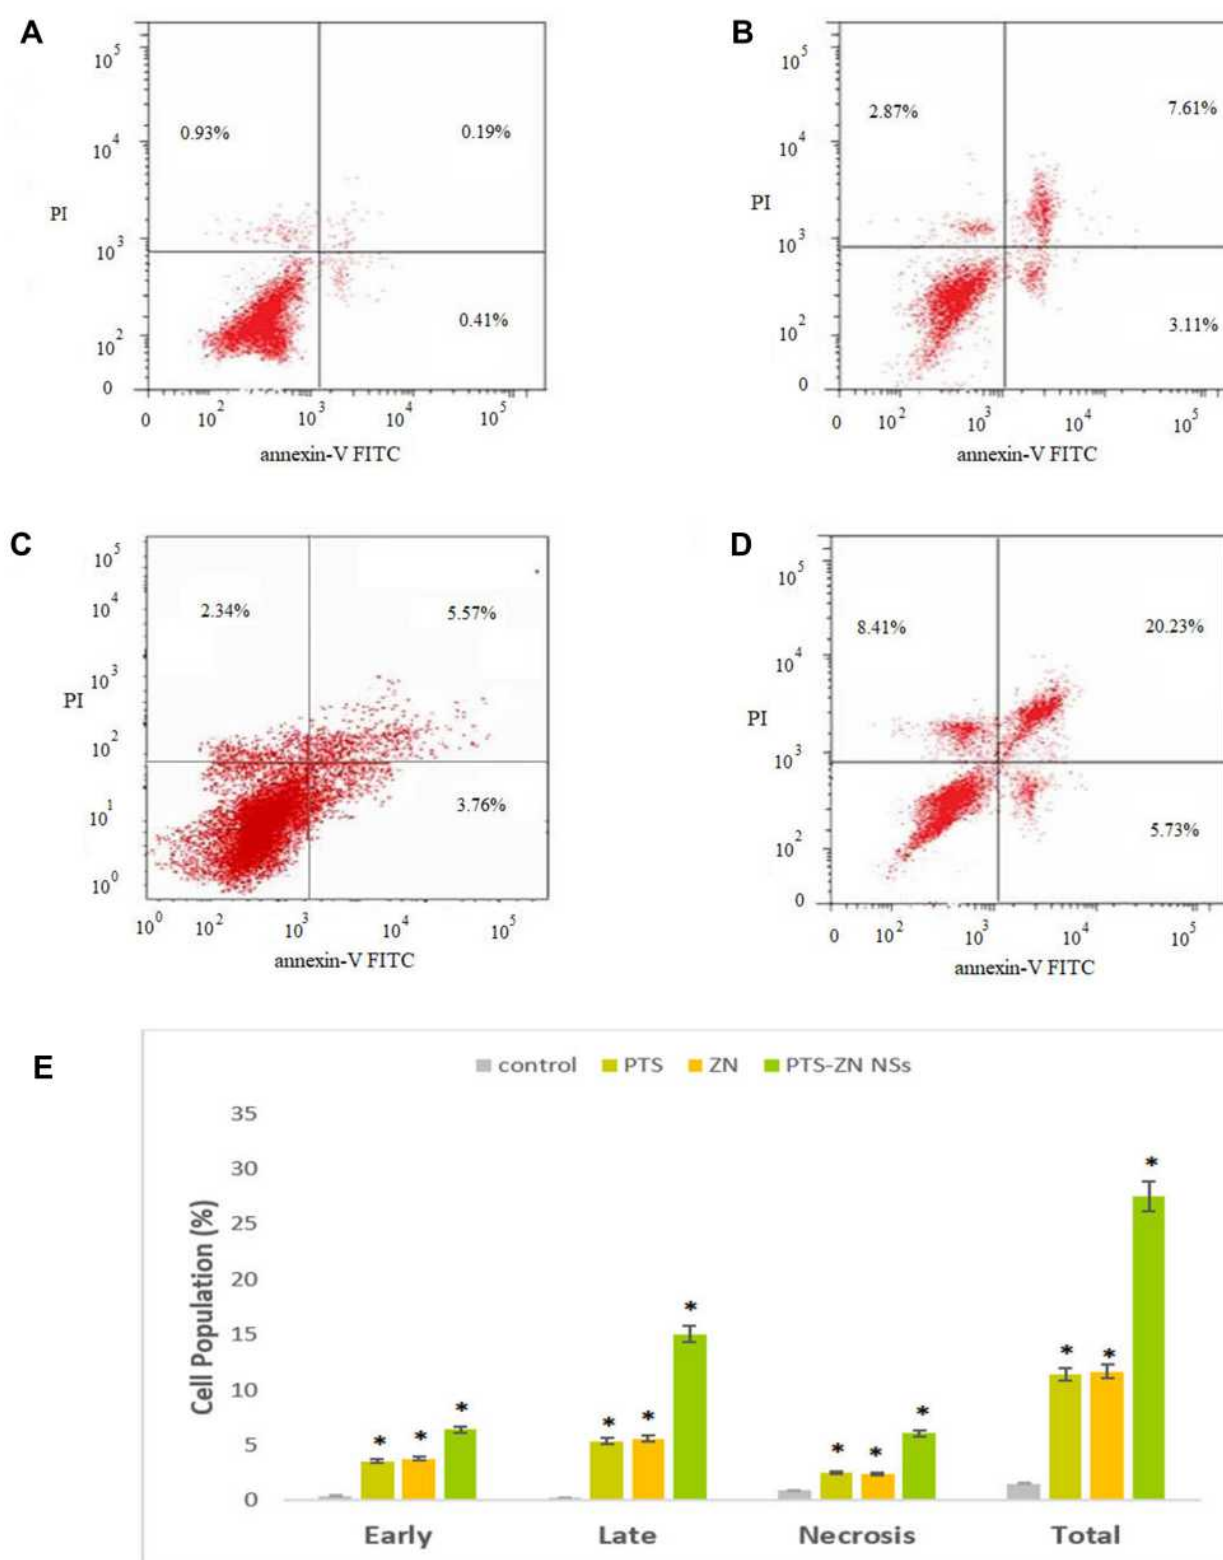 A
B
10^5
10^4
10^3
10^2
0
PI
0.93%
0.19%
0.41%
0 10^2 10^3 10^4 10^5
annexin-V FITC
10^5
10^4
10^3
10^2
0
PI
2.87%
7.61%
3.11%
0 10^2 10^3 10^4 10^5
annexin-V FITC
C
D
10^5
10^4
10^3
10^2
10^1
10^0
PI
2.34%
5.57%
3.76%
10^0 10^2 10^3 10^4 10^5
annexin-V FITC
10^5
10^4
10^3
10^2
0
PI
8.41%
20.23%
5.73%
0 10^2 10^3 10^4 10^5
annexin-V FITC
E
control PTS ZN PTS-ZN NSs
Cell Population (%)
35
30
25
20
15
10
5
0
* * *
* * *
* * *
* * *
Early Late Necrosis Total